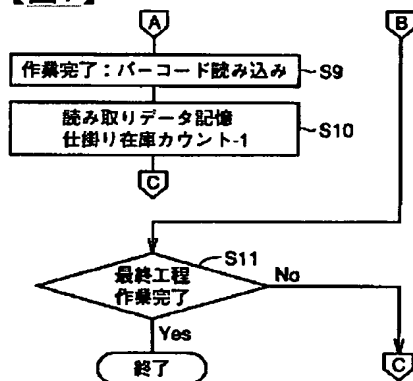 A
B
作業完了：バーコード読み込み
S9
読み取りデータ記憶
仕掛り在庫カウント-1
S10
C
S11
最終工程
作業完了
No
Yes
終了
C